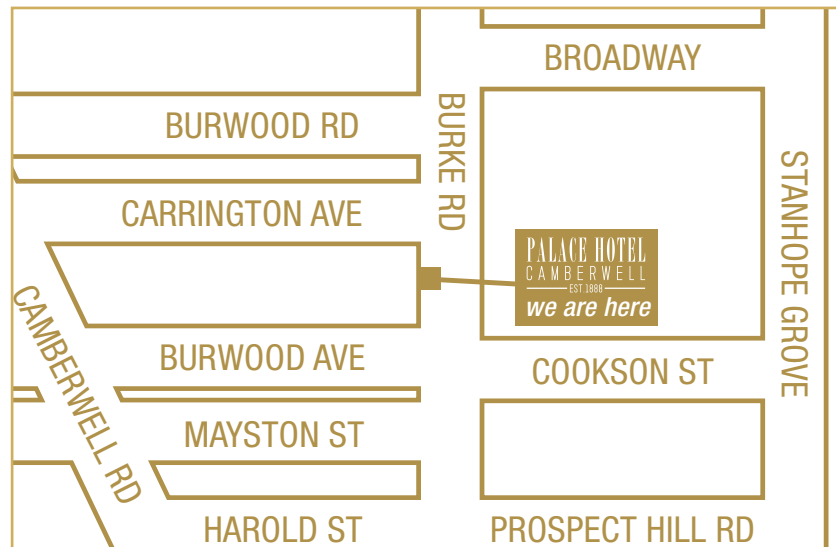 BROADWAY
BURWOOD RD
BURKE RD
STANHOPE GROVE
CARRINGTON AVE
PALACE HOTEL
CAMBERWELL
EST 1888
we are here
CAMBERWELL RD
BURWOOD AVE
COOKSON ST
MAYSTON ST
HAROLD ST
PROSPECT HILL RD